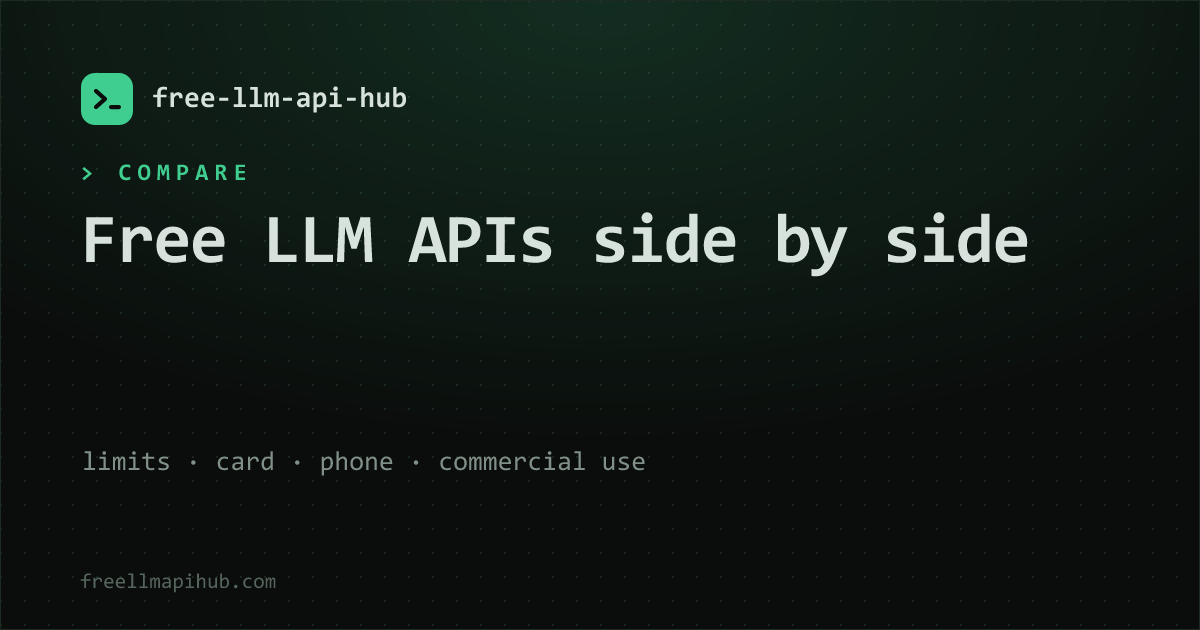 >_ free-llm-api-hub
> COMPARE
Free LLM APIs side by side
limits · card · phone · commercial use
freellmapihub.com